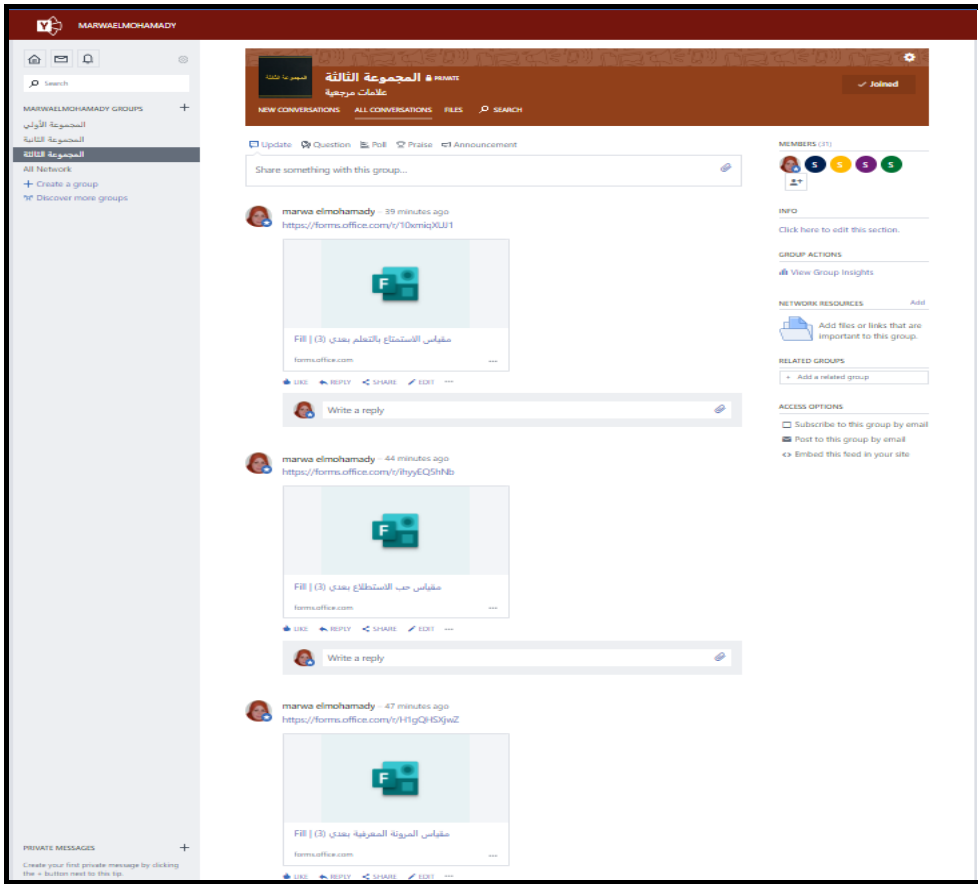 MARWAELMOHAMADY
Search
MARWAELMOHAMADY GROUPS
المجموعة الأولي
المجموعة الثانية
المجموعة الثالثة
All Network
Create a group
Discover more groups
PRIVATE MESSAGES
Create your first private message by clicking
the + button next to this tip.
المجموعة الثالثة
المجموعة الثالثة PRIVATE
علامات مرجعية
Joined
NEW CONVERSATIONS ALL CONVERSATIONS FILES SEARCH
Update Question Poll Praise Announcement
Share something with this group...
marwa elmohamady - 39 minutes ago
مقياس الاستمتاع بالتعلم بعدي (3) | Fill
forms.office.com
LIKE REPLY SHARE EDIT
Write a reply
marwa elmohamady - 44 minutes ago
https://forms.office.com/r/ihyyEQ5hNb
مقياس حب الاستطلاع بعدي (3) | Fill
forms.office.com
LIKE REPLY SHARE EDIT
Write a reply
marwa elmohamady - 47 minutes ago
https://forms.office.com/r/H1gQHSXjwZ
مقياس المرونة المعرفية بعدي (3) | Fill
forms.office.com
LIKE REPLY SHARE EDIT
MEMBERS (31)
S S S S
INFO
Click here to edit this section.
GROUP ACTIONS
View Group Insights
NETWORK RESOURCES Add
Add files or links that are
important to this group.
RELATED GROUPS
+ Add a related group
ACCESS OPTIONS
Subscribe to this group by email
Post to this group by email
Embed this feed in your site